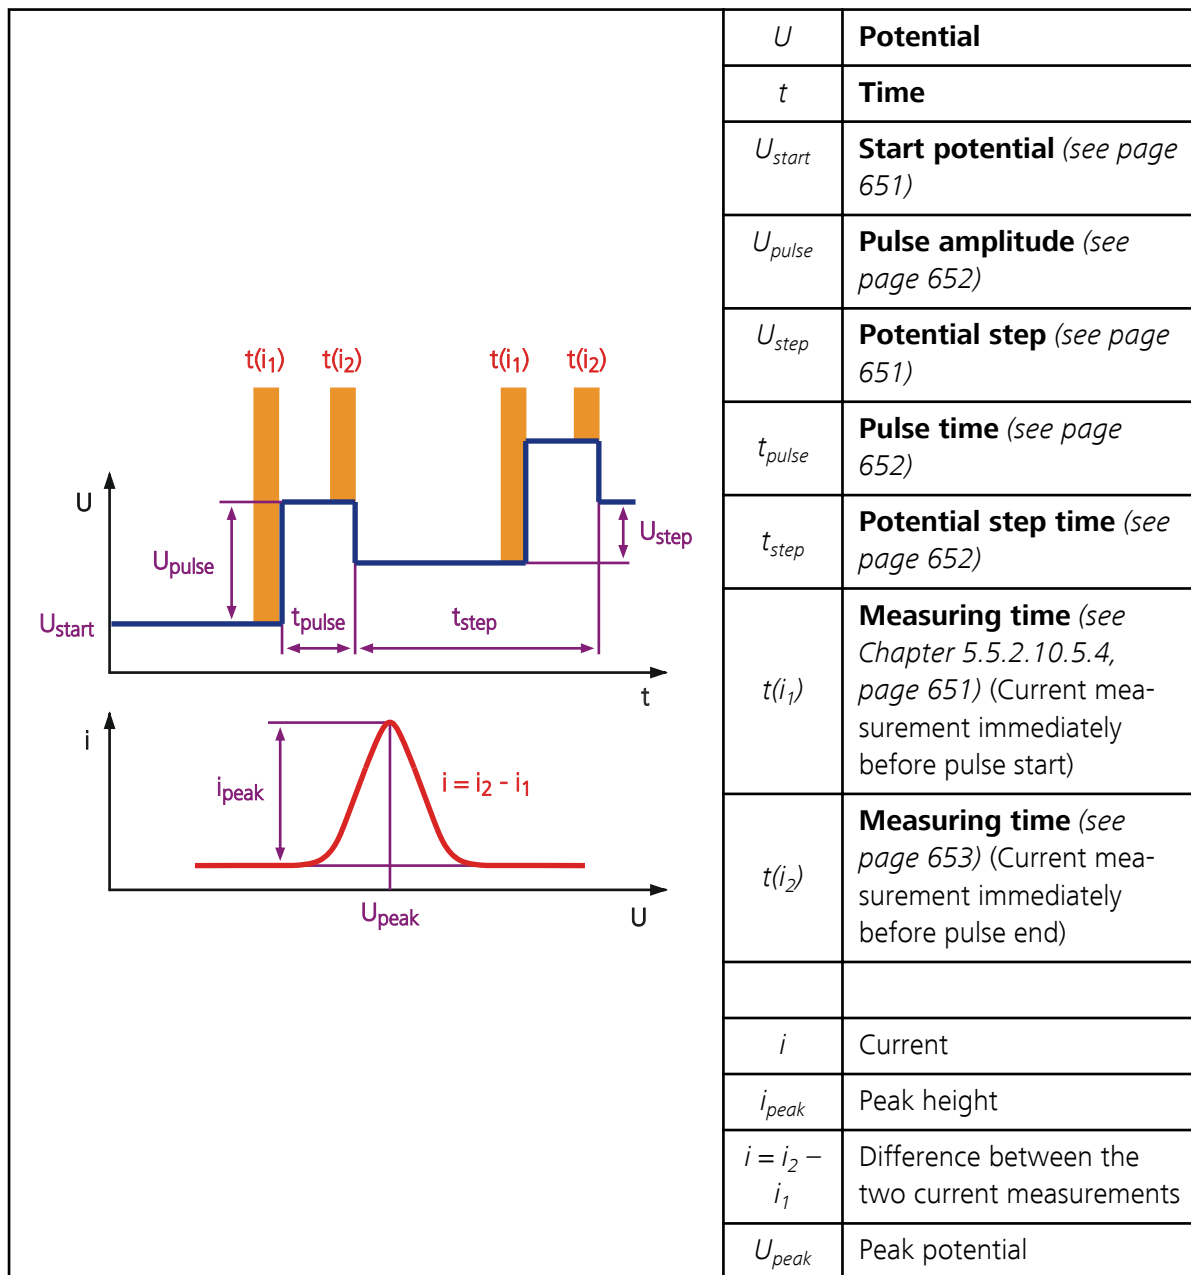 t(i1) t(i2) t(i1) t(i2)
U
Upulse
Ustep
Ustart
tpulse
tstep
t
i
ipeak
i = i2 - i1
Upeak
U
U Potential
t Time
Ustart Start potential (see page
651)
Upulse Pulse amplitude (see
page 652)
Ustep Potential step (see page
651)
tpulse Pulse time (see page
652)
tstep Potential step time (see
page 652)
t(i1) Measuring time (see
Chapter 5.5.2.10.5.4,
page 651) (Current mea-
surement immediately
before pulse start)
t(i2) Measuring time (see
page 653) (Current mea-
surement immediately
before pulse end)
i Current
ipeak Peak height
i = i2 –
i1
Difference between the
two current measurements
Upeak Peak potential